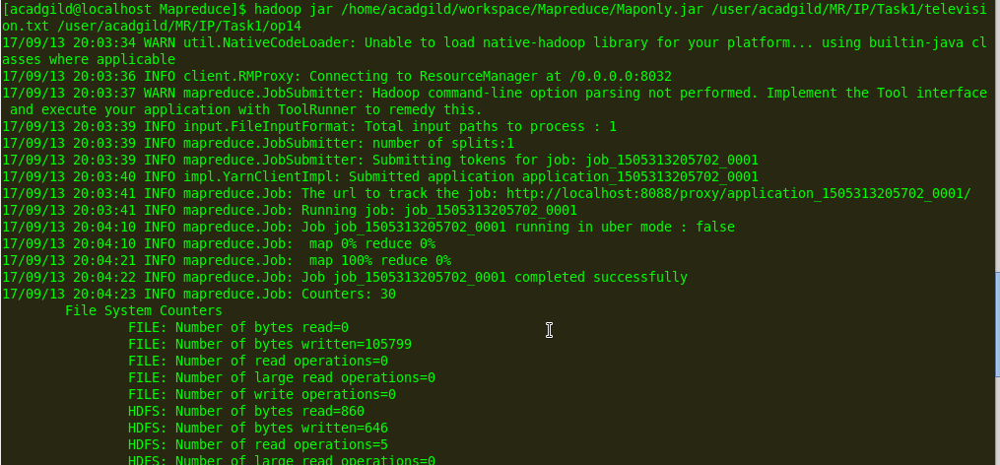 [acadgild@localhost Mapreduce]$ hadoop jar /home/acadgild/workspace/Mapreduce/Maponly.jar /user/acadgild/MR/IP/Task1/televisi
on.txt /user/acadgild/MR/IP/Task1/op14
17/09/13 20:03:34 WARN util.NativeCodeLoader: Unable to load native-hadoop library for your platform... using builtin-java cl
asses where applicable
17/09/13 20:03:36 INFO client.RMProxy: Connecting to ResourceManager at /0.0.0.0:8032
17/09/13 20:03:37 WARN mapreduce.JobSubmitter: Hadoop command-line option parsing not performed. Implement the Tool interface
 and execute your application with ToolRunner to remedy this.
17/09/13 20:03:39 INFO input.FileInputFormat: Total input paths to process : 1
17/09/13 20:03:39 INFO mapreduce.JobSubmitter: number of splits:1
17/09/13 20:03:39 INFO mapreduce.JobSubmitter: Submitting tokens for job: job_1505313205702_0001
17/09/13 20:03:40 INFO impl.YarnClientImpl: Submitted application application_1505313205702_0001
17/09/13 20:03:41 INFO mapreduce.Job: The url to track the job: http://localhost:8088/proxy/application_1505313205702_0001/
17/09/13 20:03:41 INFO mapreduce.Job: Running job: job_1505313205702_0001
17/09/13 20:04:10 INFO mapreduce.Job: Job job_1505313205702_0001 running in uber mode : false
17/09/13 20:04:10 INFO mapreduce.Job:  map 0% reduce 0%
17/09/13 20:04:21 INFO mapreduce.Job:  map 100% reduce 0%
17/09/13 20:04:22 INFO mapreduce.Job: Job job_1505313205702_0001 completed successfully
17/09/13 20:04:23 INFO mapreduce.Job: Counters: 30
File System Counters
FILE: Number of bytes read=0
FILE: Number of bytes written=105799
FILE: Number of read operations=0
FILE: Number of large read operations=0
FILE: Number of write operations=0
HDFS: Number of bytes read=860
HDFS: Number of bytes written=646
HDFS: Number of read operations=5
HDFS: Number of large read operations=0